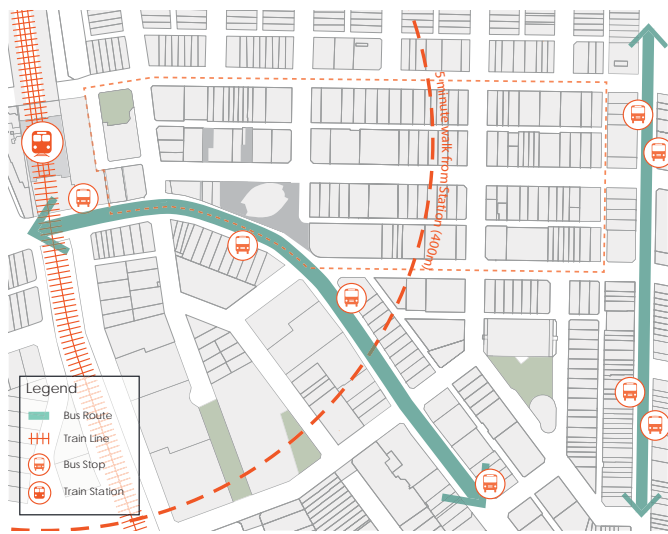 5 minute walk from Station (400m)
Legend
Bus Route
Train Line
Bus Stop
Train Station